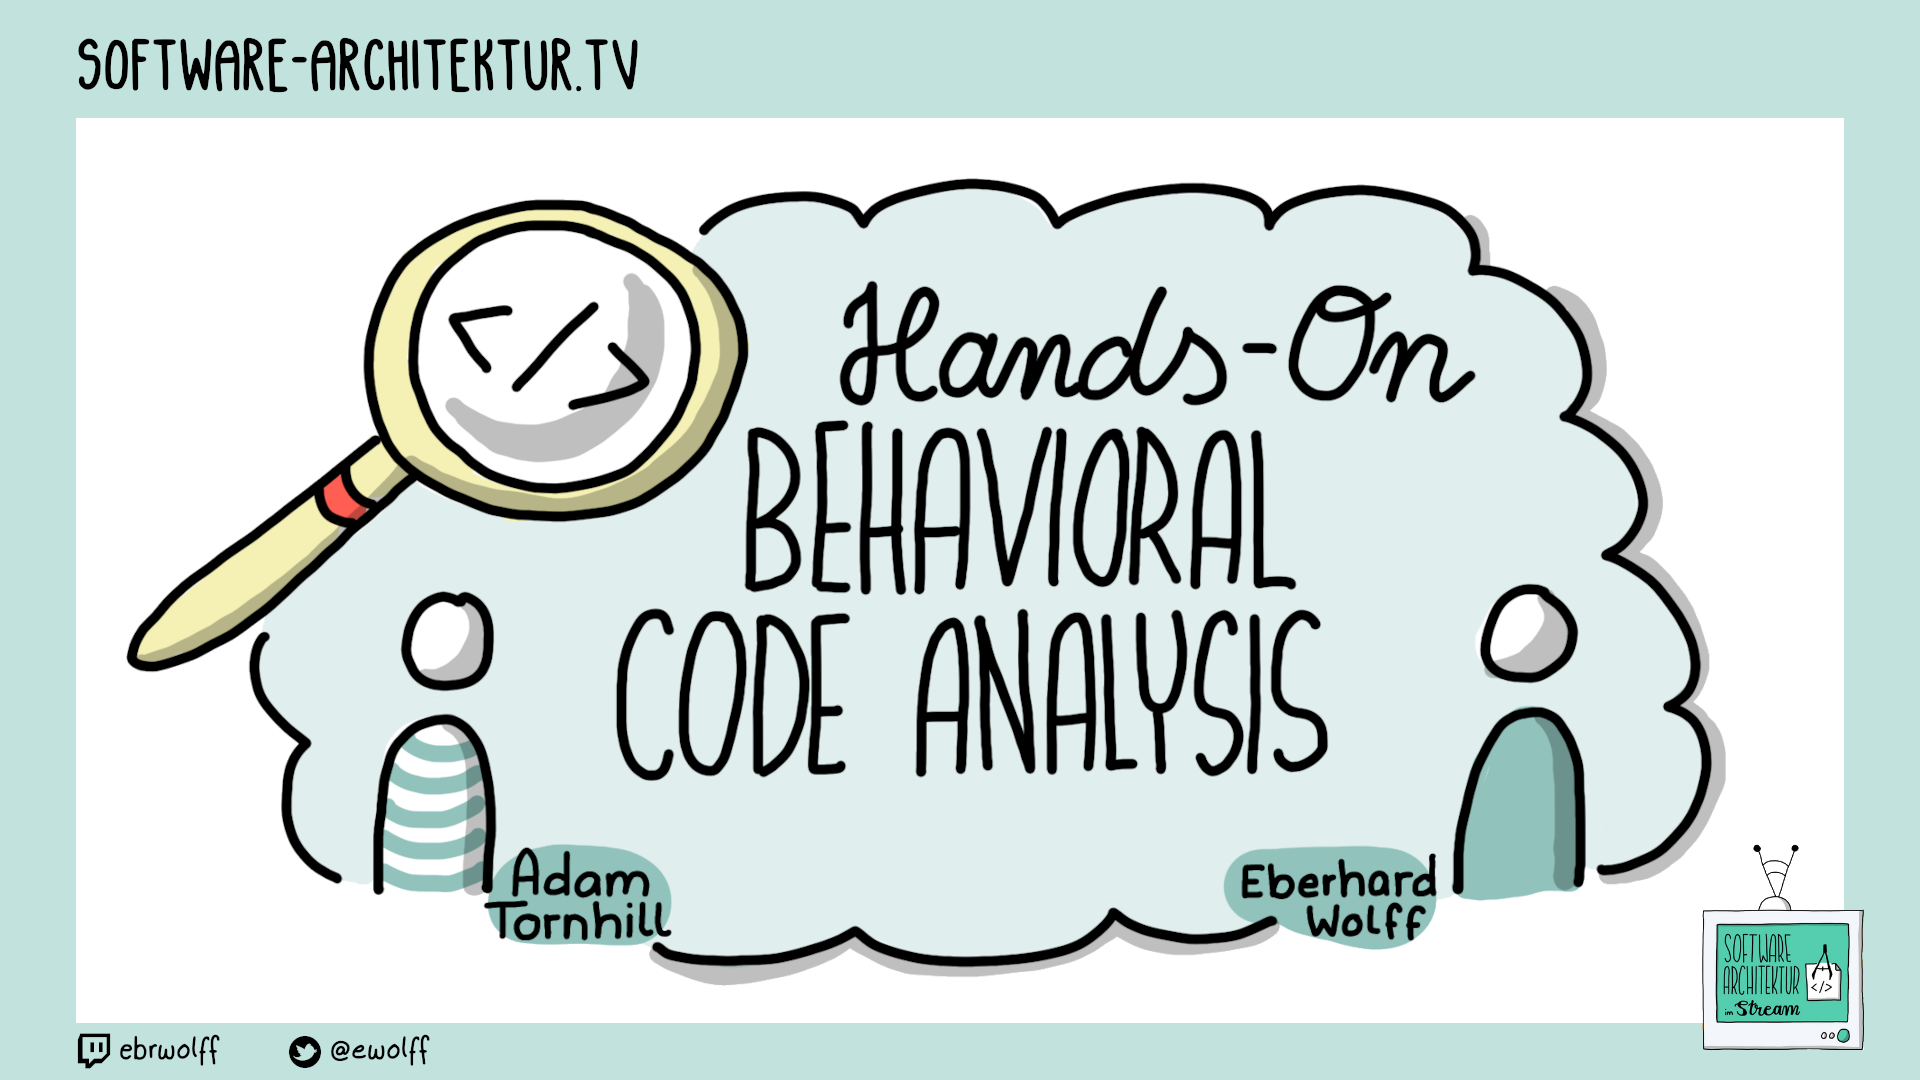 SOFTWARE-ARCHITEKTUR.TV
</>
Hands-On
BEHAVIORAL
CODE ANALYSIS
Adam
Tornhill
Eberhard
Wolff
SOFTWARE
ARCHITEKTUR
</>
im Stream
ebrwolff
@ewolff